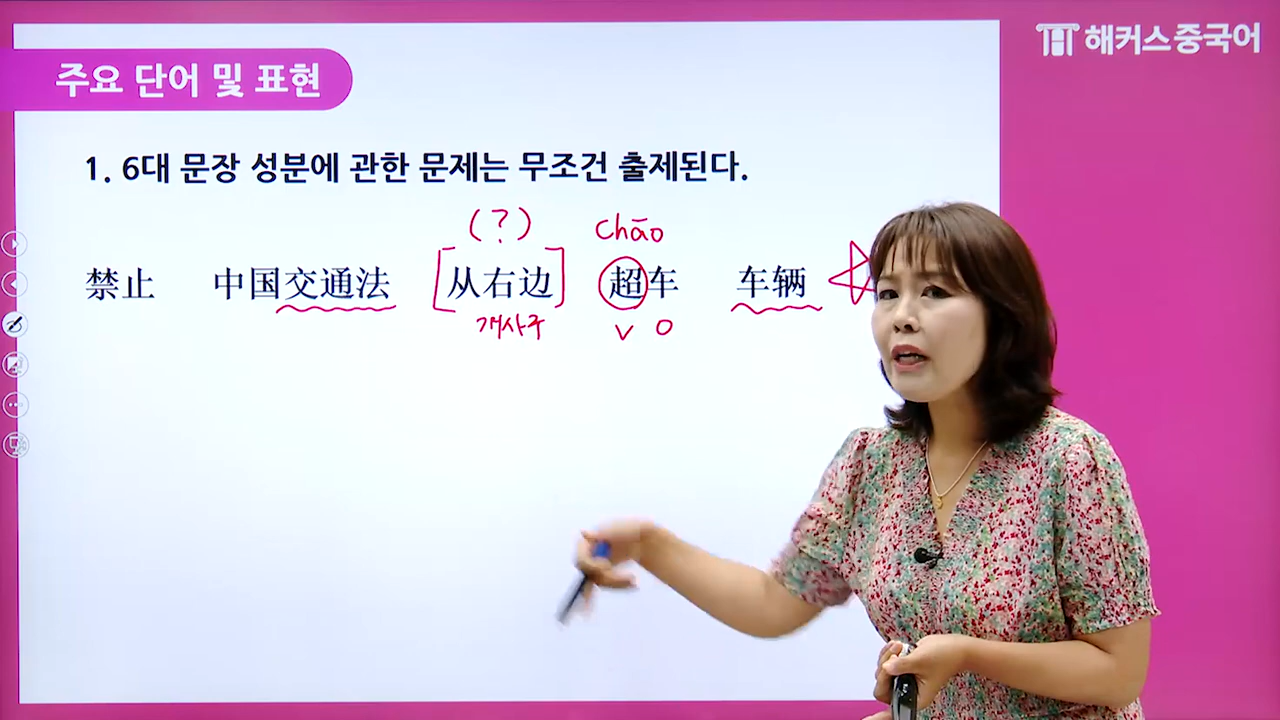 해커스중국어
주요 단어 및 표현
1. 6대 문장 성분에 관한 문제는 무조건 출제된다.
(?) chāo
禁止 中国交通法 [从右边] 超车 车辆
개사구 v o